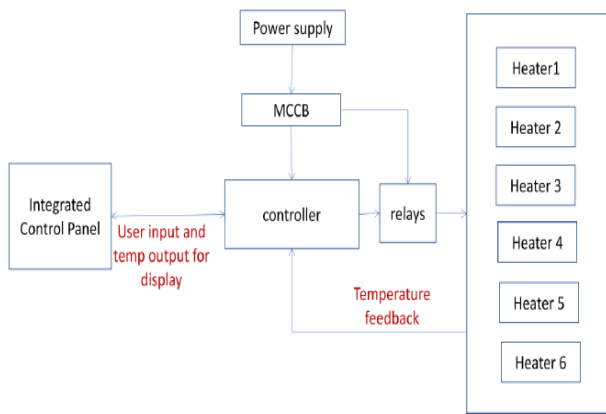 Power supply
MCCB
Integrated
Control Panel
User input and
temp output for
display
controller
relays
Temperature
feedback
Heater1
Heater 2
Heater 3
Heater 4
Heater 5
Heater 6